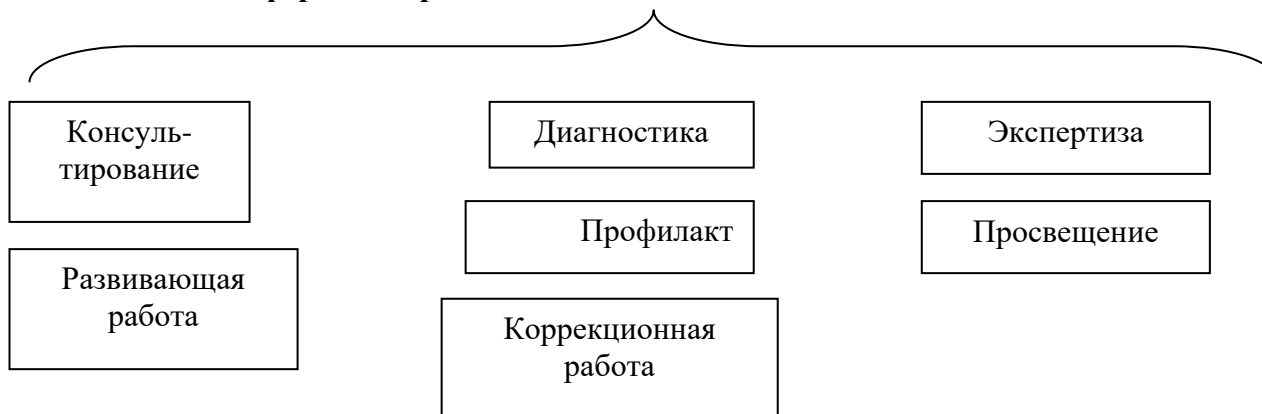 Консуль-
тирование
Диагностика
Экспертиза
Профилакт
Просвещение
Развивающая
работа
Коррекционная
работа